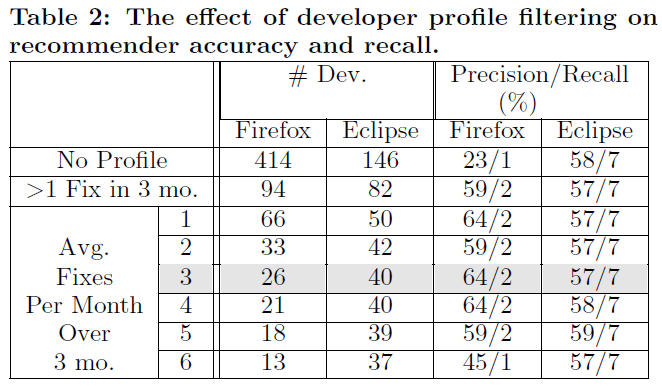 Table 2: The effect of developer profile filtering on
recommender accuracy and recall.
# Dev. Precision/Recall
(%)
Firefox Eclipse Firefox Eclipse
No Profile 414 146 23/1 58/7
>1 Fix in 3 mo. 94 82 59/2 57/7
1 66 50 64/2 57/7
Avg. 2 33 42 59/2 57/7
Fixes 3 26 40 64/2 57/7
Per Month 4 21 40 64/2 58/7
Over 5 18 39 59/2 59/7
3 mo. 6 13 37 45/1 57/7